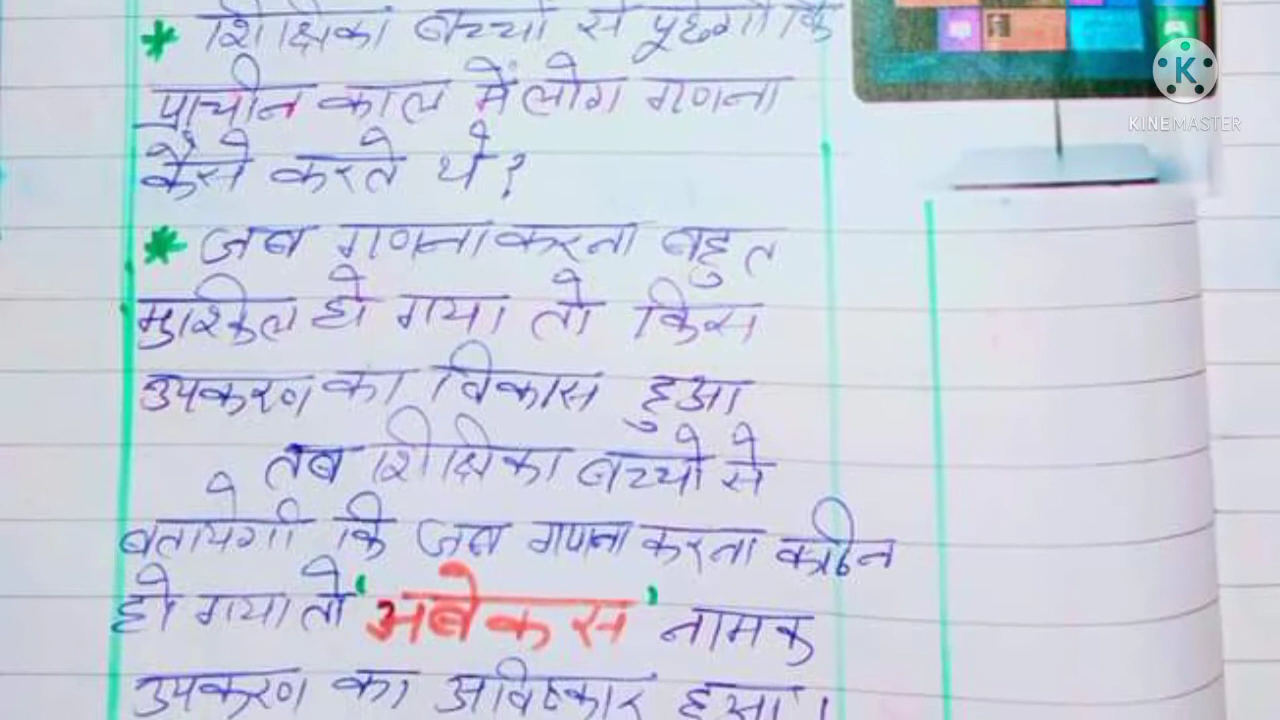 * शिक्षिका बच्चों से पूछेगी कि
प्राचीन काल में लोग गणना
कैसे करते थे?
* जब गणना करना बहुत
मुश्किल हो गया तो किस
उपकरण का विकास हुआ
तब शिक्षिका बच्चो से
बतायेगी कि जब गणना करना कठिन
हो गया तो 'अबेकस' नामक
उपकरण का अविष्कार हुआ।
K
KINEMASTER